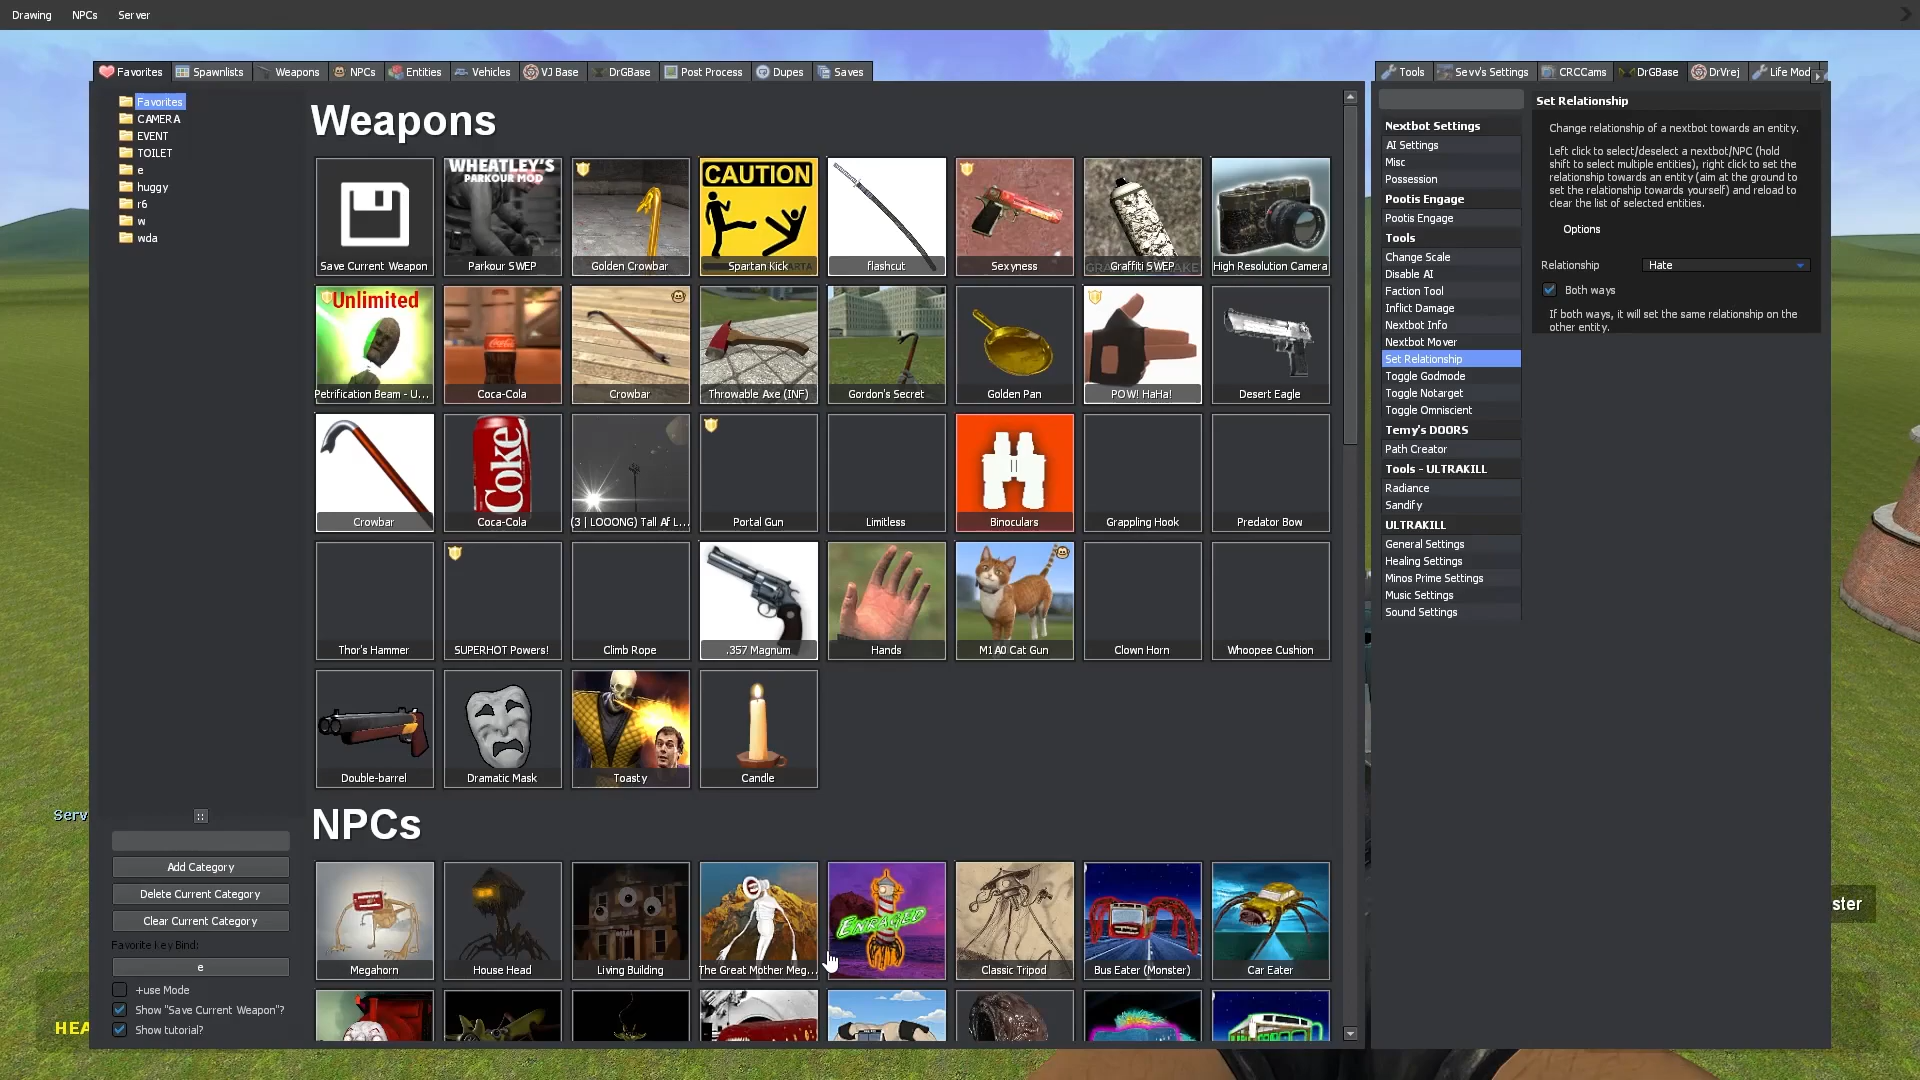 Drawing NPCs Server
Favorites Spawnlists Weapons NPCs Entities Vehicles VJ Base DrGBase Post Process Dupes Saves
Favorites
CAMERA
EVENT
TOILET
e
huggy
r6
w
wda
Serv
Add Category
Delete Current Category
Clear Current Category
Favorite Key Bind:
e
+use Mode
Show "Save Current Weapon"?
Show tutorial?
HEA
Weapons
WHEATLEY'S
PARKOUR MOD
CAUTION
Save Current Weapon Parkour SWEP Golden Crowbar Spartan Kick flashcut Sexyness Graffiti SWEP High Resolution Camera
Unlimited
Petrification Beam - U... Coca-Cola Crowbar Throwable Axe (INF) Gordon's Secret Golden Pan POW! HaHa! Desert Eagle
Coke
Crowbar Coca-Cola (3 | LOOONG) Tall Af L... Portal Gun Limitless Binoculars Grappling Hook Predator Bow
Thor's Hammer SUPERHOT Powers! Climb Rope .357 Magnum Hands M1A0 Cat Gun Clown Horn Whoopee Cushion
Double-barrel Dramatic Mask Toasty Candle
NPCs
ENRAGED
Megahorn House Head Living Building The Great Mother Meg... Classic Tripod Bus Eater (Monster) Car Eater
Tools Sevv's Settings CRCCams DrGBase DrVrej Life Mod
Nextbot Settings
AI Settings
Misc
Possession
Pootis Engage
Pootis Engage
Tools
Change Scale
Disable AI
Faction Tool
Inflict Damage
Nextbot Info
Nextbot Mover
Set Relationship
Toggle Godmode
Toggle Notarget
Toggle Omniscient
Temy's DOORS
Path Creator
Tools - ULTRAKILL
Radiance
Sandify
ULTRAKILL
General Settings
Healing Settings
Minos Prime Settings
Music Settings
Sound Settings
Set Relationship
Change relationship of a nextbot towards an entity.
Left click to select/deselect a nextbot/NPC (hold
shift to select multiple entities), right click to set the
relationship towards an entity (aim at the ground to
set the relationship towards yourself) and reload to
clear the list of selected entities.
Options
Relationship Hate
Both ways
If both ways, it will set the same relationship on the
other entity.
ster